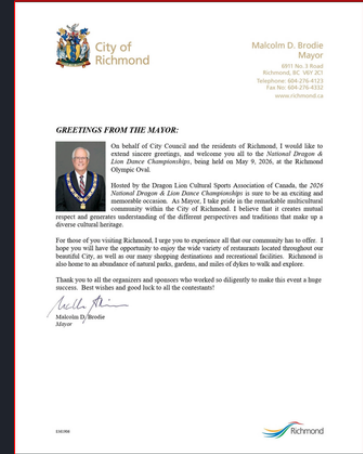 City of
Richmond
Malcolm D. Brodie
Mayor
6911 No. 3 Road
Richmond, BC V6Y 2C1
Telephone: 604-276-4123
Fax No: 604-276-4332
www.richmond.ca
GREETINGS FROM THE MAYOR:
On behalf of City Council and the residents of Richmond, I would like to
extend sincere greetings, and welcome you all to the National Dragon &
Lion Dance Championships, being held on May 9, 2026, at the Richmond
Olympic Oval.
Hosted by the Dragon Lion Cultural Sports Association of Canada, the 2026
National Dragon & Lion Dance Championships is sure to be an exciting and
memorable occasion. As Mayor, I take pride in the remarkable multicultural
community within the City of Richmond. I believe that it creates mutual
respect and generates understanding of the different perspectives and traditions that make up a
diverse cultural heritage.
For those of you visiting Richmond, I urge you to experience all that our community has to offer. I
hope you will have the opportunity to enjoy the wide variety of restaurants located throughout our
beautiful City, as well as our many shopping destinations and recreational facilities. Richmond is
also home to an abundance of natural parks, gardens, and miles of dykes to walk and explore.
Thank you to all the organizers and sponsors who worked so diligently to make this event a huge
success. Best wishes and good luck to all the contestants!
Malcolm D. Brodie
Mayor
Richmond